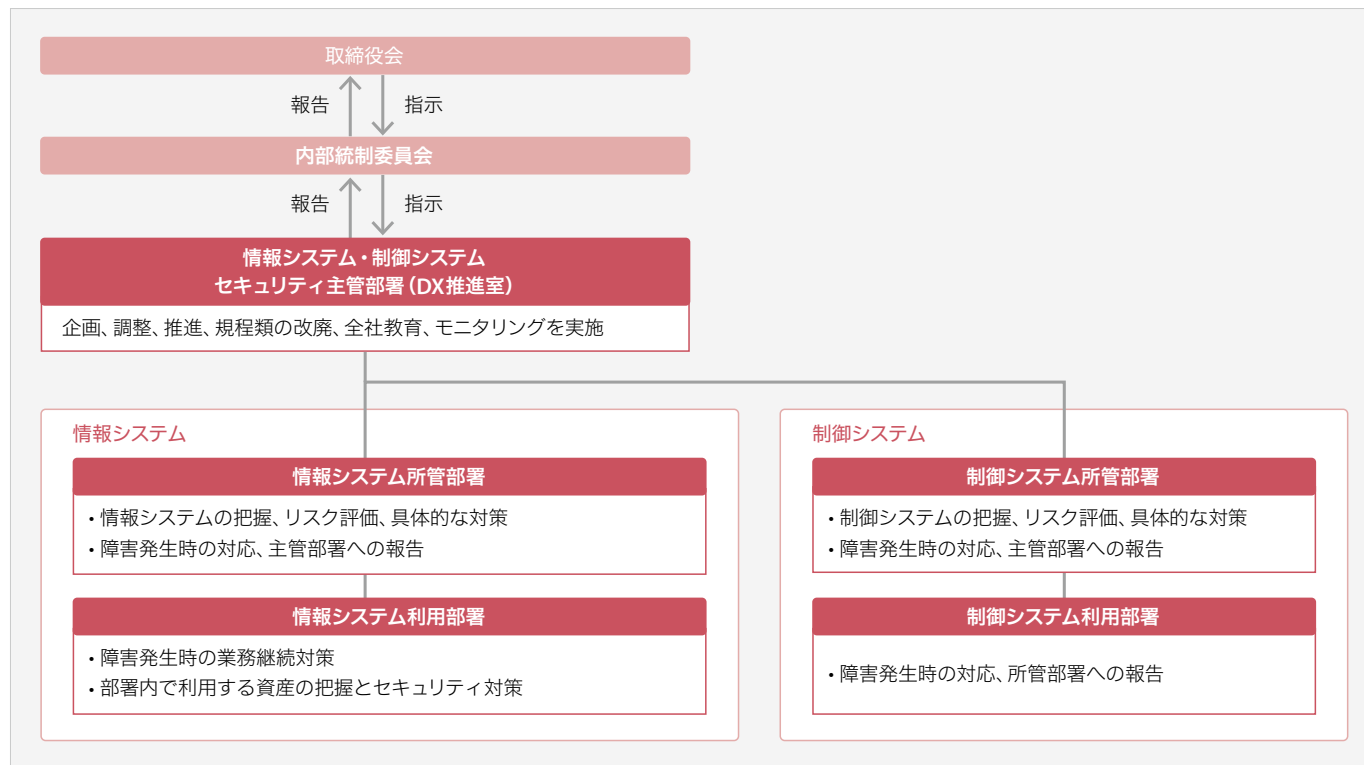 取締役会
報告
指示
内部統制委員会
報告
指示
情報システム・制御システム
セキュリティ主管部署（DX推進室）
企画、調整、推進、規程類の改廃、全社教育、モニタリングを実施
情報システム
情報システム所管部署
・情報システムの把握、リスク評価、具体的な対策
・障害発生時の対応、主管部署への報告
情報システム利用部署
・障害発生時の業務継続対策
・部署内で利用する資産の把握とセキュリティ対策
制御システム
制御システム所管部署
・制御システムの把握、リスク評価、具体的な対策
・障害発生時の対応、主管部署への報告
制御システム利用部署
・障害発生時の対応、所管部署への報告